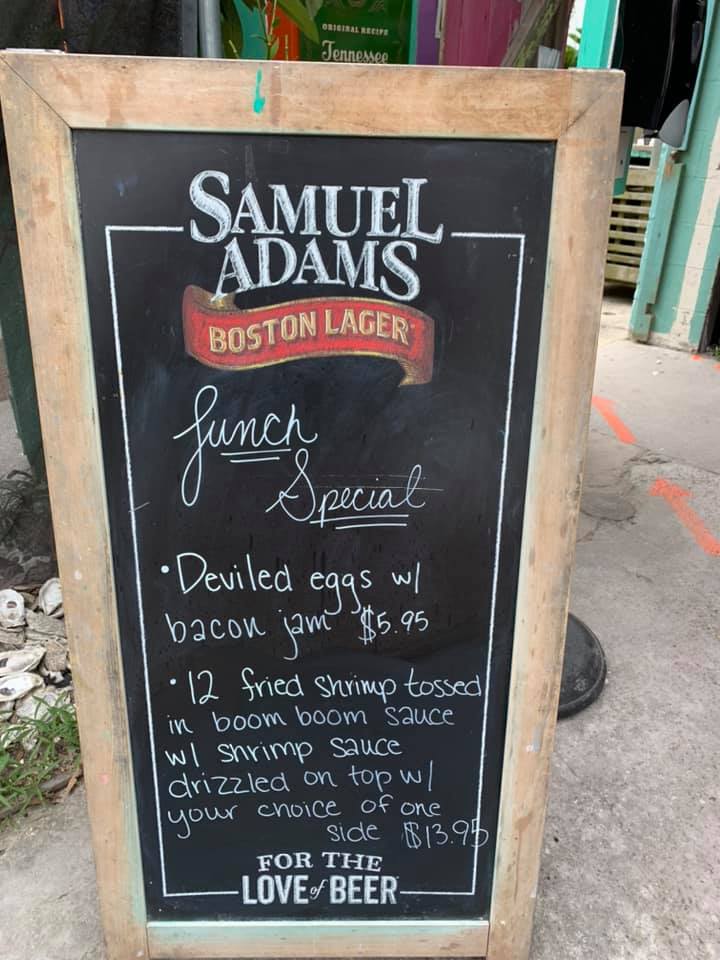 ORIGINAL RECIPE
Tennessee
SAMUEL
ADAMS
BOSTON LAGER
Lunch
Special
• Deviled eggs w/
bacon jam $5.95
• 12 fried shrimp tossed
in boom boom sauce
w/ shrimp sauce
drizzled on top w/
your choice of one
side $13.95
FOR THE
LOVE of BEER